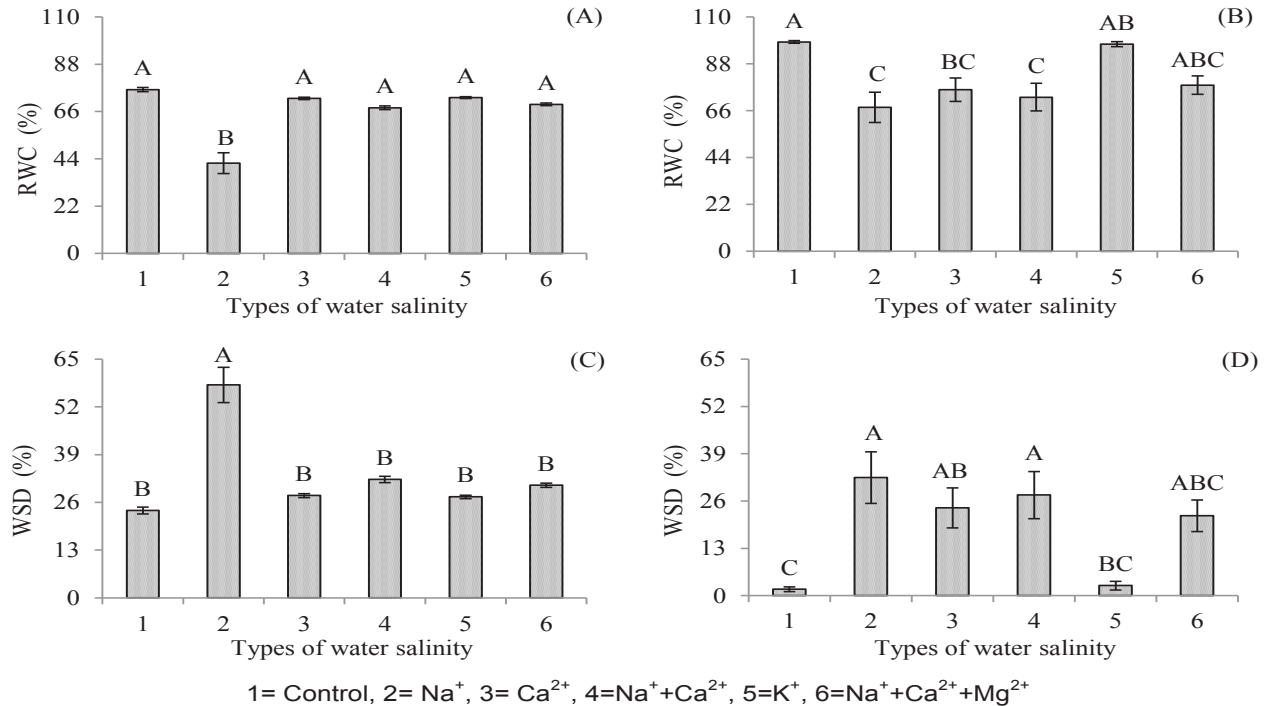 (A)
RWC (%)
110
88
66
44
22
0
A
B
A
A
A
A
1 2 3 4 5 6
Types of water salinity
(B)
RWC (%)
110
88
66
44
22
0
A
C
BC
C
AB
ABC
1 2 3 4 5 6
Types of water salinity
(C)
WSD (%)
65
52
39
26
13
0
B
A
B
B
B
B
1 2 3 4 5 6
Types of water salinity
(D)
WSD (%)
65
52
39
26
13
0
C
A
AB
A
BC
ABC
1 2 3 4 5 6
Types of water salinity
1= Control, 2= Na⁺, 3= Ca²⁺, 4=Na⁺+Ca²⁺, 5=K⁺, 6=Na⁺+Ca²⁺+Mg²⁺